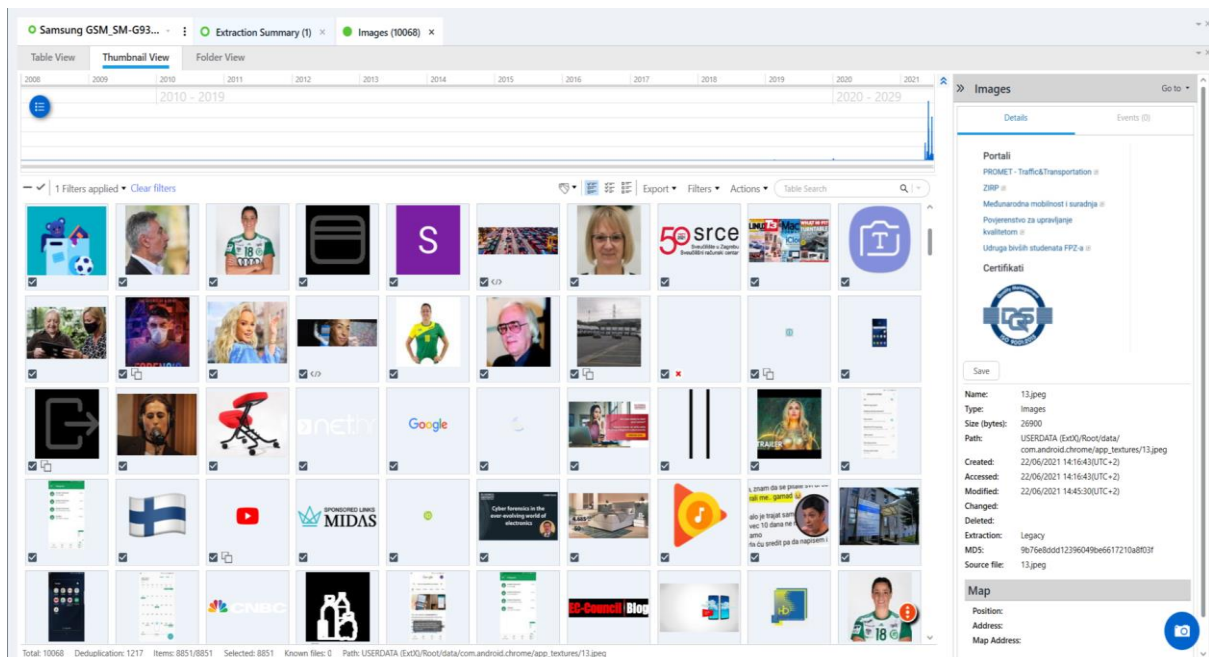 Samsung GSM_SM-G93...
Extraction Summary (1)
Images (10068)
Table View
Thumbnail View
Folder View
2008 2009 2010 2011 2012 2013 2014 2015 2016 2017 2018 2019 2020 2021
2010 - 2019
2020 - 2029
1 Filters applied Clear filters
Export Filters Actions Table Search
S
50 srce
Sveučilište u Zagrebu
Sveučilišni računski centar
Mac
T
Google
TRAILER
SPONSORED LINKS
MIDAS
Cyber forensics in the
ever-evolving world of
electronics
CNBC
EC-Council Blog
18
Total: 10068 Deduplication: 1217 Items: 8851/8851 Selected: 8851 Known files: 0 Path: USERDATA (ExtX)/Root/data/com.android.chrome/app_textures/13.jpeg
Images
Go to
Details
Events (0)
Portali
PROMET - Traffic&Transportation
ZIRP
Međunarodna mobilnost i suradnja
Povjerenstvo za upravljanje
kvalitetom
Udruga bivših studenata FPZ-a
Certifikati
Save
Name: 13.jpeg
Type: Images
Size (bytes): 26900
Path: USERDATA (ExtX)/Root/data/
com.android.chrome/app_textures/13.jpeg
Created: 22/06/2021 14:16:43(UTC+2)
Accessed: 22/06/2021 14:16:43(UTC+2)
Modified: 22/06/2021 14:45:30(UTC+2)
Changed:
Deleted:
Extraction: Legacy
MD5: 9b76e8ddd12396049be6617210a8f03f
Source file: 13.jpeg
Map
Position:
Address:
Map Address: